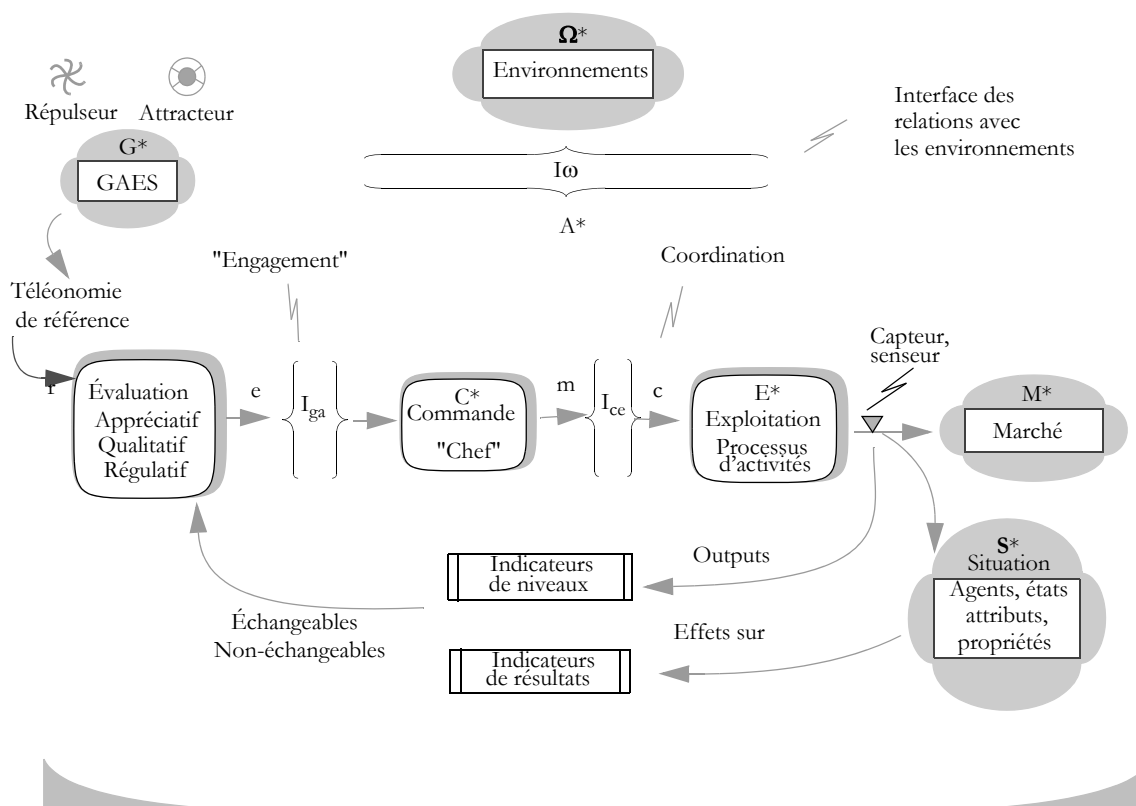 Ω*
Environnements
Répulseur
Attracteur
G*
GAES
Interface des
relations avec
les environnements
Iω
A*
"Engagement"
Coordination
Téléonomie
de référence
r
Évaluation
Appréciatif
Qualitatif
Régulatif
e
Iga
C*
Commande
"Chef"
m
Ice
c
E*
Exploitation
Processus
d'activités
Capteur,
senseur
M*
Marché
S*
Situation
Agents, états
attributs,
propriétés
Outputs
Indicateurs
de niveaux
Échangeables
Non-échangeables
Effets sur
Indicateurs
de résultats